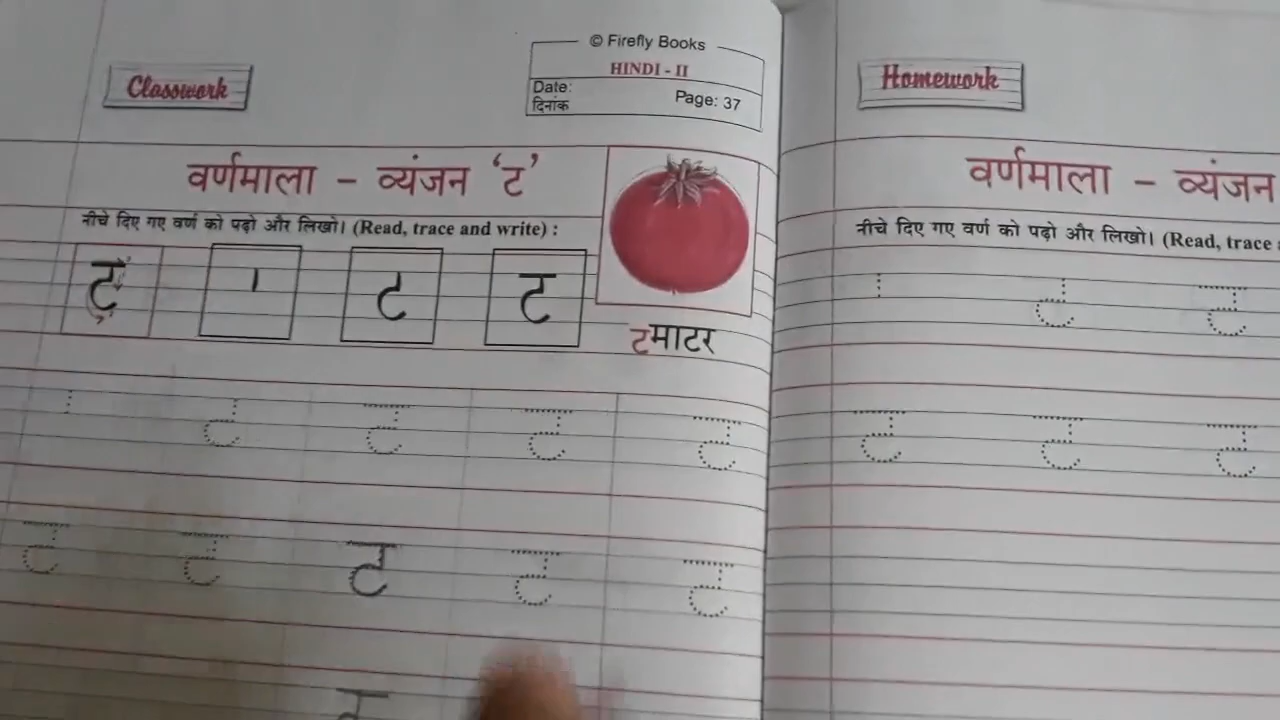 © Firefly Books
Classwork
HINDI - II
Date:
दिनांक
Page: 37
वर्णमाला – व्यंजन ‘ट’
नीचे दिए गए वर्ण को पढ़ो और लिखो। (Read, trace and write) :
ट ' ट ट
टमाटर
ट ट ट ट
ट ट ट ट ट
ट
Homework
वर्णमाला – व्यंजन
नीचे दिए गए वर्ण को पढ़ो और लिखो। (Read, trace
ट ट
ट ट ट